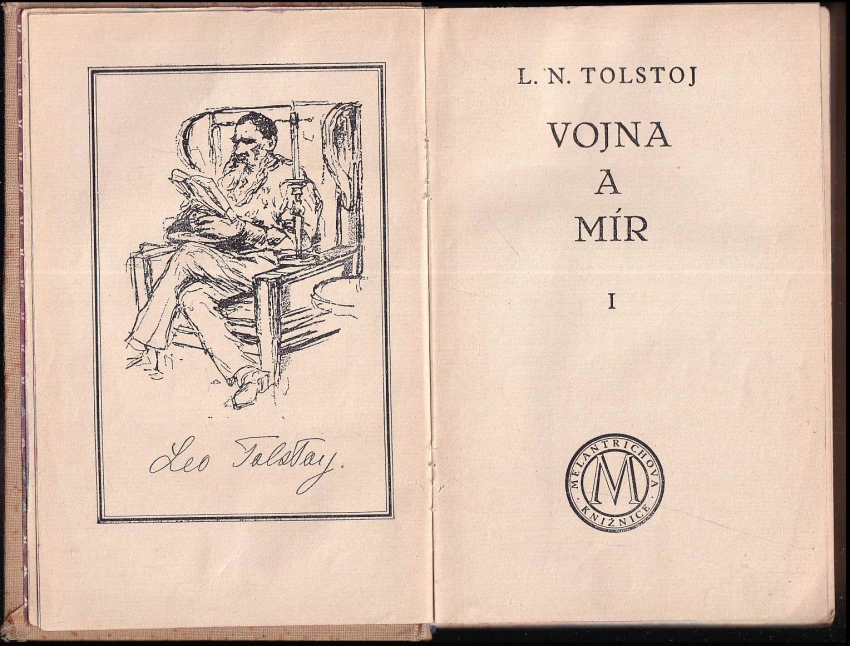 Leo Tolstoy.
L. N. TOLSTOJ
VOJNA
A
MÍR
I
MELANTRICHOVA
M
KNIŽNICE